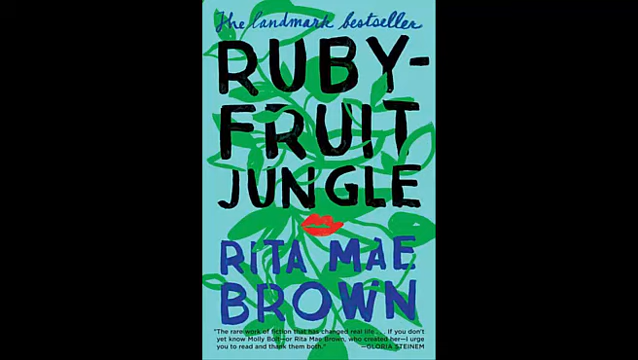 The landmark bestseller
RUBY-
FRUIT
JUNGLE
RITA MAE
BROWN
"The rare work of fiction that has changed real life . . . If you don't
yet know Molly Bolt—or Rita Mae Brown, who created her—I urge
you to read and thank them both." —GLORIA STEINEM